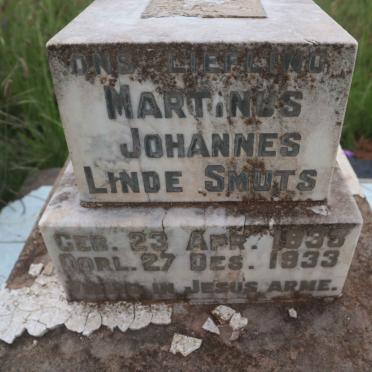 ONS LIEFLING
MARTINUS
JOHANNES
LINDE SMUTS
GEB. 23 APR. 1933
OORL. 27 DES. 1933
IN JESUS ARME.